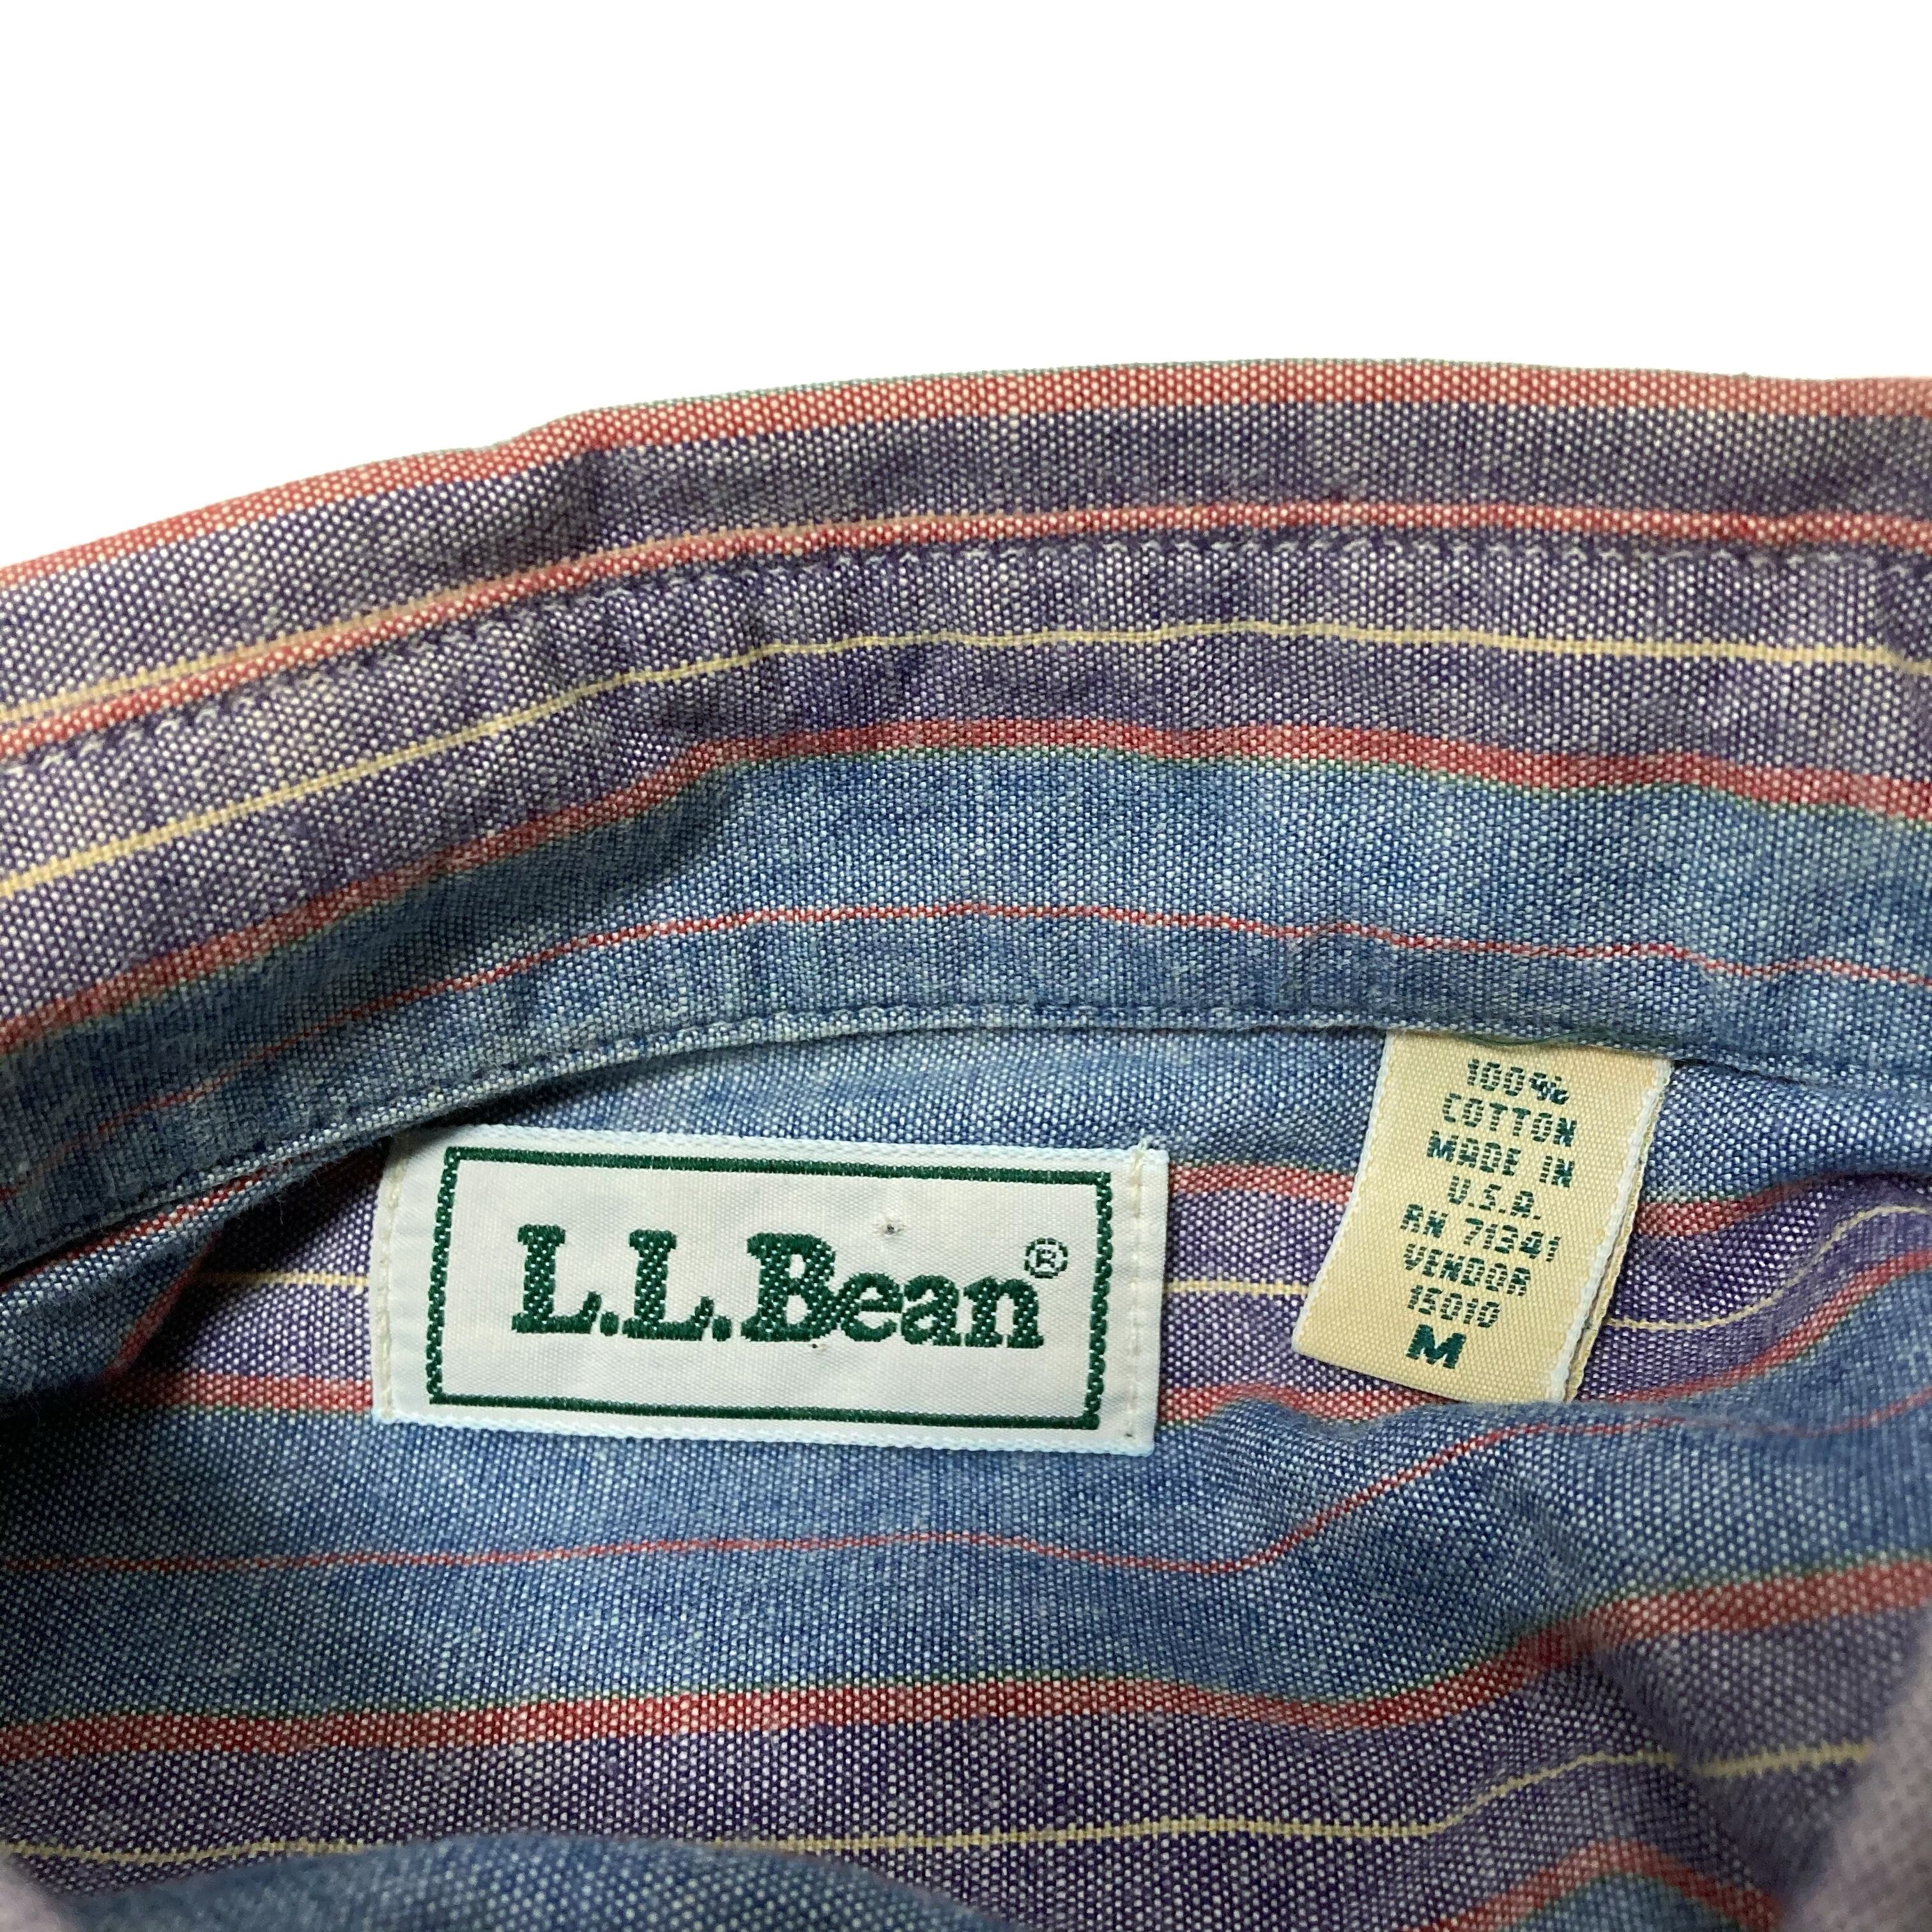 L.L.Bean®
100%
COTTON
MADE IN
U.S.A.
RN 71341
VENDOR
15010
M